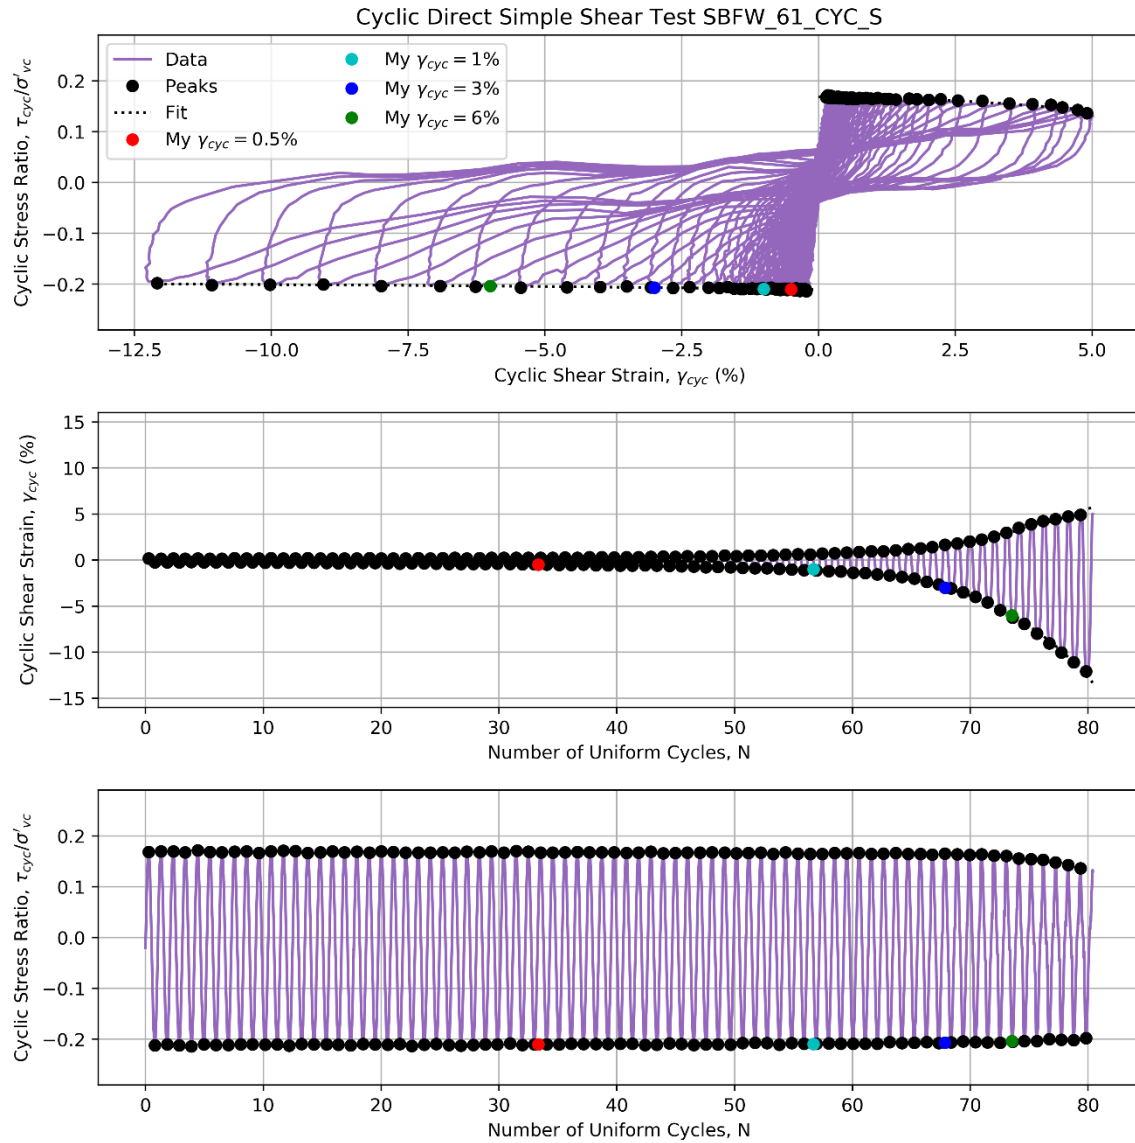 Cyclic Direct Simple Shear Test SBFW_61_CYC_S
Cyclic Stress Ratio, τcyc/σ′vc
0.2
0.1
0.0
−0.1
−0.2
Data
Peaks
Fit
My γcyc = 0.5%
My γcyc = 1%
My γcyc = 3%
My γcyc = 6%
−12.5 −10.0 −7.5 −5.0 −2.5 0.0 2.5 5.0
Cyclic Shear Strain, γcyc (%)
Cyclic Shear Strain, γcyc (%)
15
10
5
0
−5
−10
−15
0 10 20 30 40 50 60 70 80
Number of Uniform Cycles, N
Cyclic Stress Ratio, τcyc/σ′vc
0.2
0.1
0.0
−0.1
−0.2
0 10 20 30 40 50 60 70 80
Number of Uniform Cycles, N